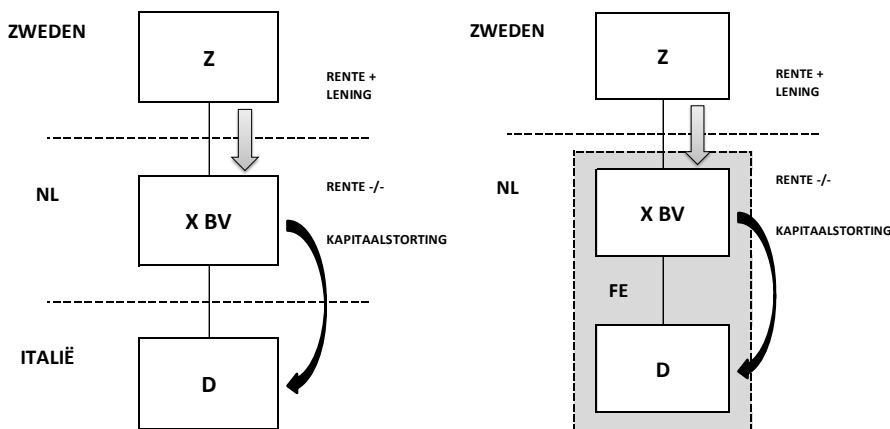 ZWEDEN
Z
RENTE +
LENING
NL
X BV
RENTE -/-
KAPITAALSTORTING
ITALIË
D
ZWEDEN
Z
RENTE +
LENING
NL
X BV
RENTE -/-
KAPITAALSTORTING
FE
D